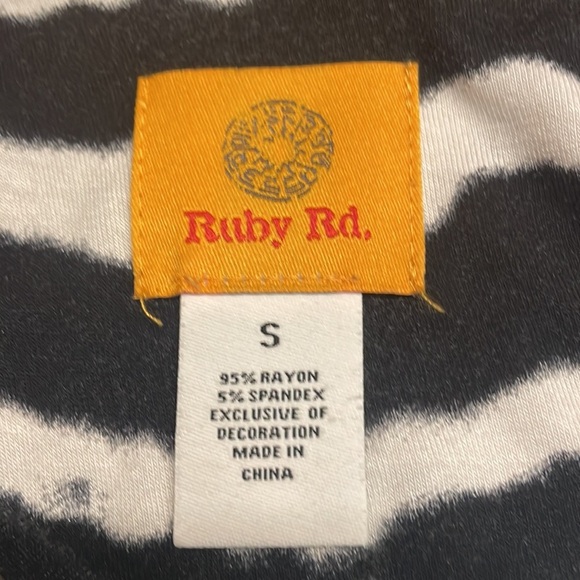 Ruby Rd.
S
95% RAYON
5% SPANDEX
EXCLUSIVE OF
DECORATION
MADE IN
CHINA